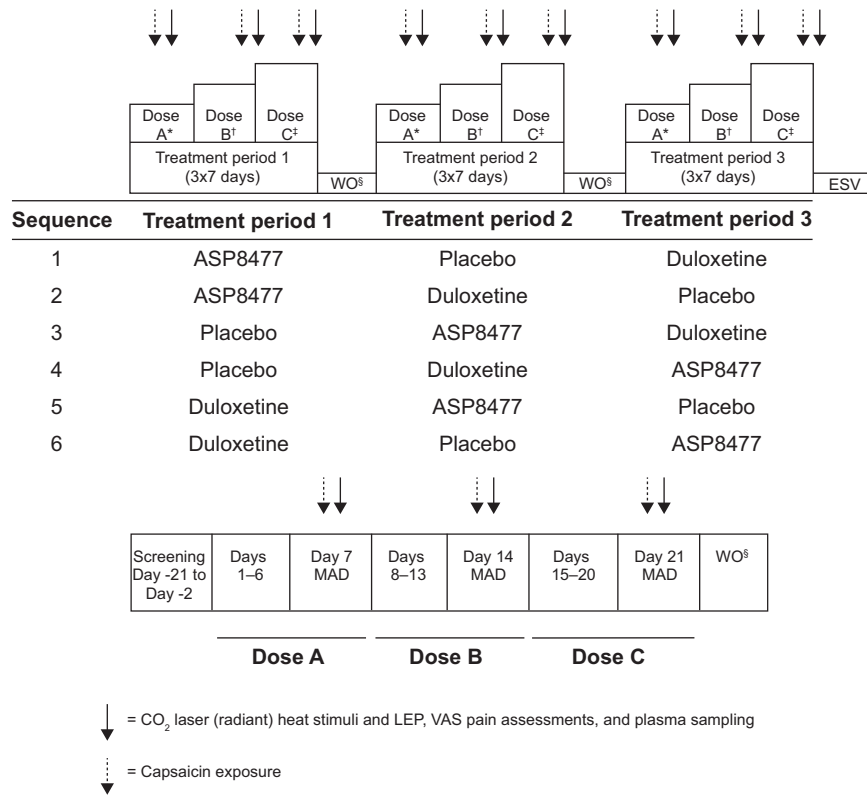 Dose Dose Dose Dose Dose Dose Dose Dose Dose
A* B† C‡ A* B† C‡ A* B† C‡
Treatment period 1 Treatment period 2 Treatment period 3
(3x7 days) WO§ (3x7 days) WO§ (3x7 days) ESV
Sequence Treatment period 1 Treatment period 2 Treatment period 3
1 ASP8477 Placebo Duloxetine
2 ASP8477 Duloxetine Placebo
3 Placebo ASP8477 Duloxetine
4 Placebo Duloxetine ASP8477
5 Duloxetine ASP8477 Placebo
6 Duloxetine Placebo ASP8477
Screening Days Day 7 Days Day 14 Days Day 21 WO§
Day -21 to 1–6 MAD 8–13 MAD 15–20 MAD
Day -2
Dose A Dose B Dose C
= CO2 laser (radiant) heat stimuli and LEP, VAS pain assessments, and plasma sampling
= Capsaicin exposure